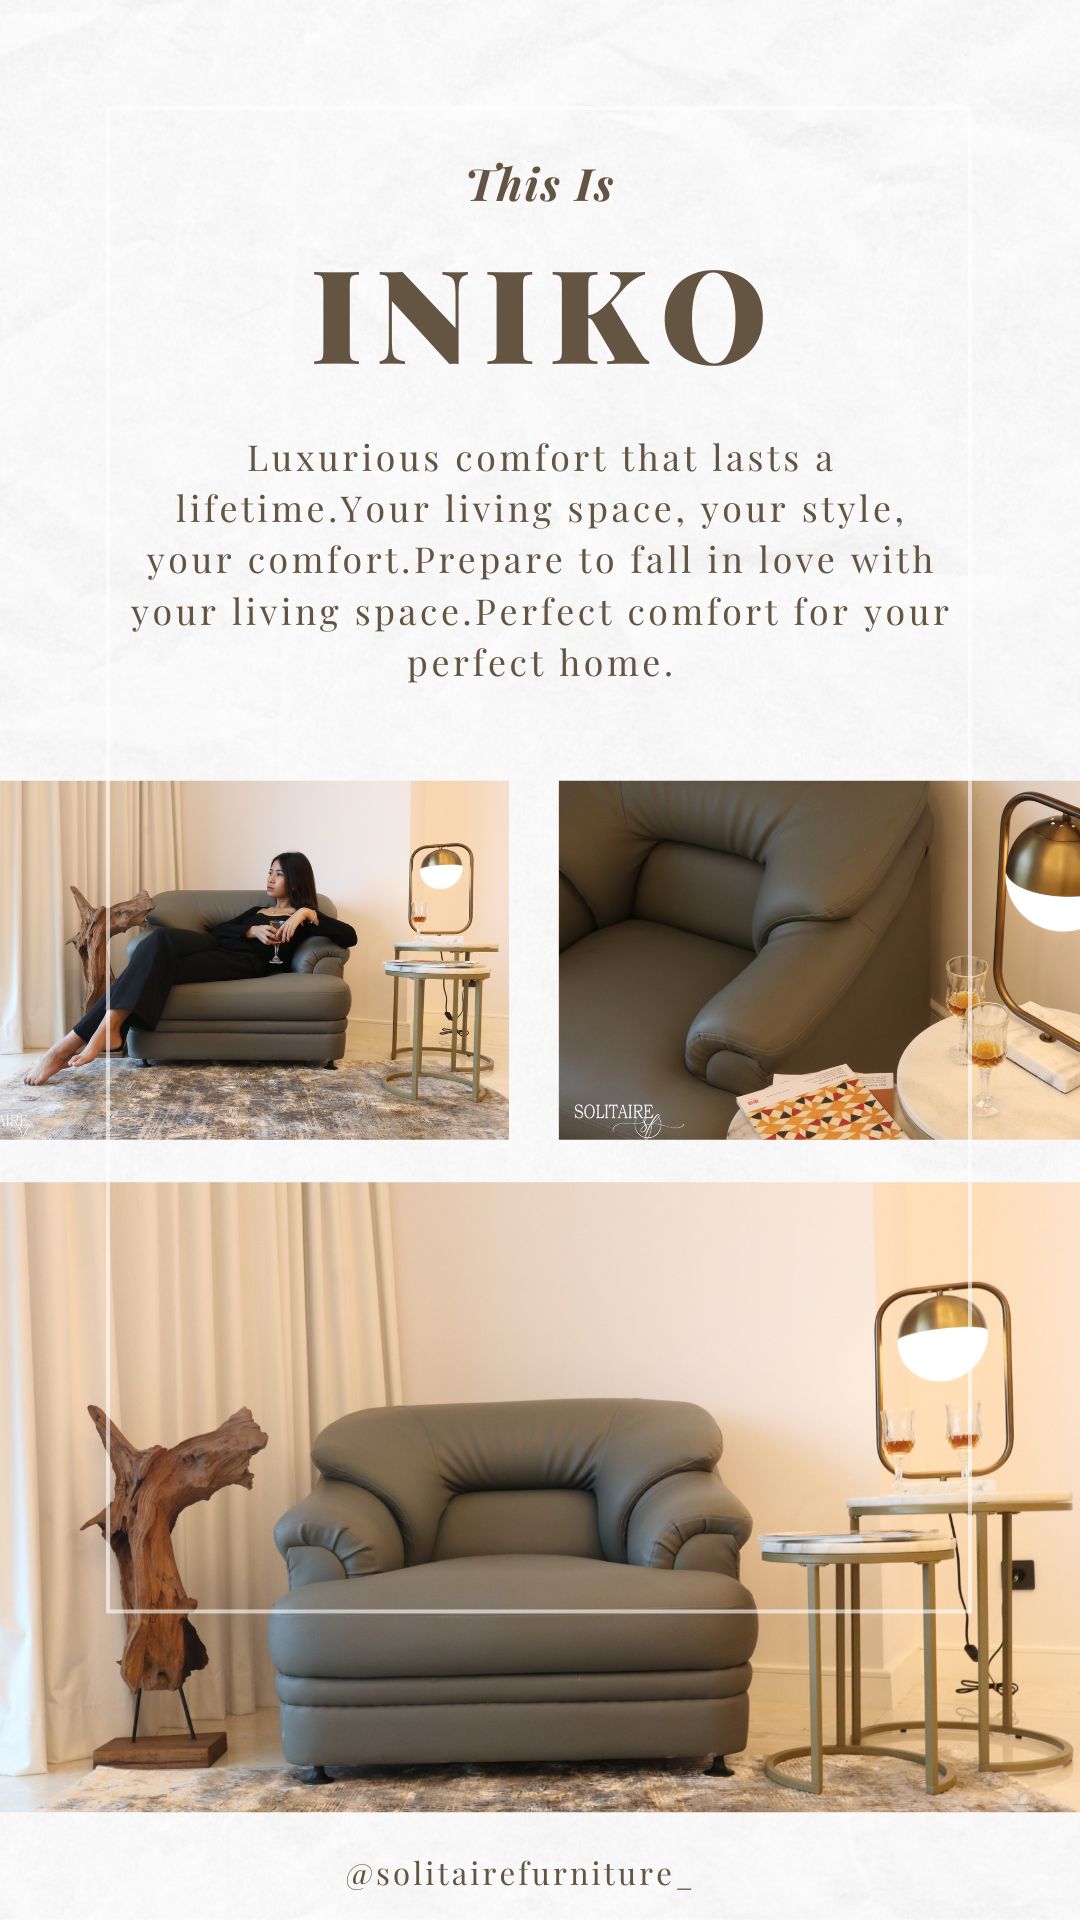 This Is
INIKO
Luxurious comfort that lasts a
lifetime.Your living space, your style,
your comfort.Prepare to fall in love with
your living space.Perfect comfort for your
perfect home.
AIRE
SOLITAIRE
@solitairefurniture_